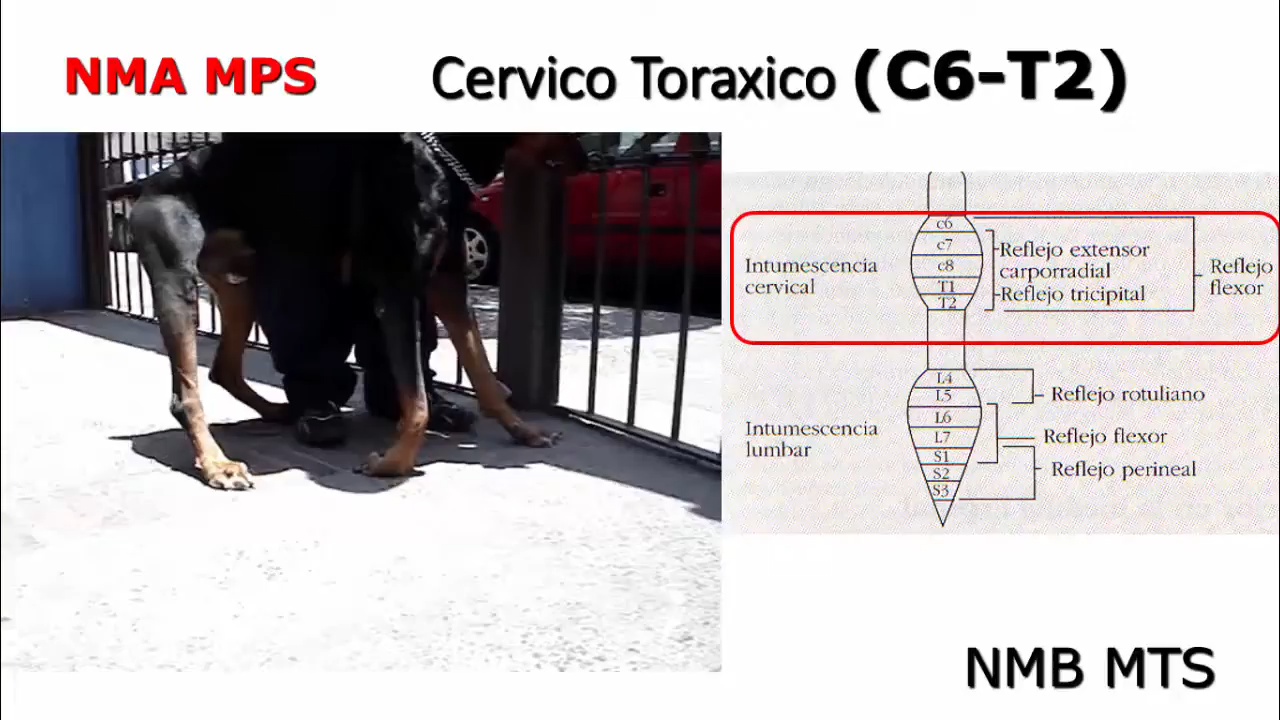 NMA MPS
Cervico Toraxico (C6-T2)
c6
c7
c8
T1
T2
Intumescencia
cervical
Reflejo extensor
carporradial
Reflejo tricipital
Reflejo
flexor
L4
L5
L6
L7
S1
S2
S3
Intumescencia
lumbar
Reflejo rotuliano
Reflejo flexor
Reflejo perineal
NMB MTS